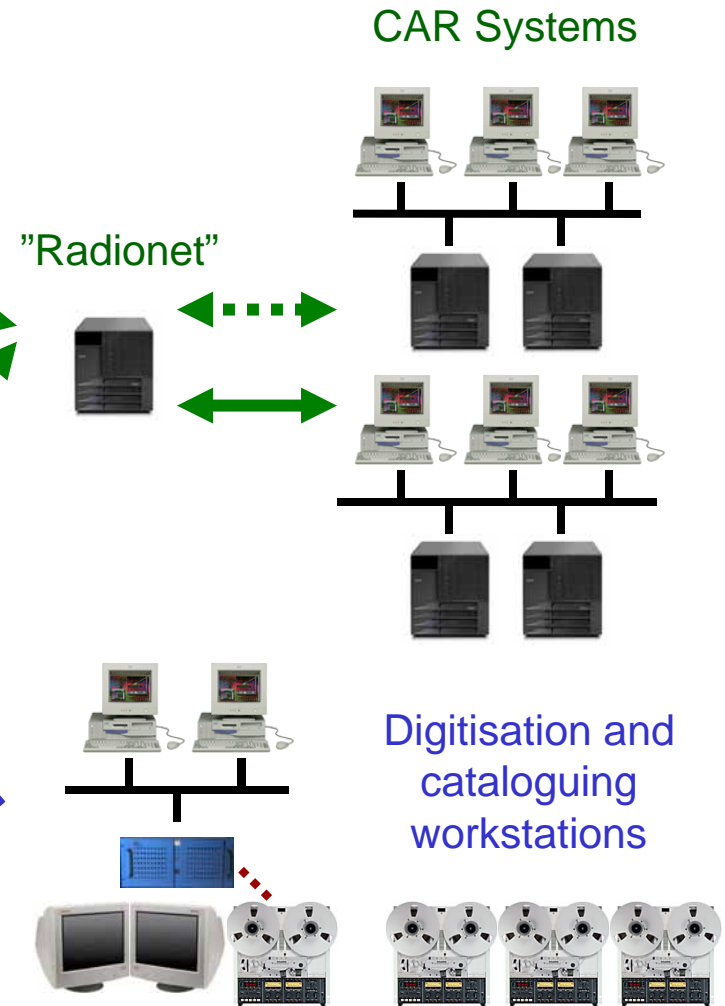 CAR Systems
”Radionet”
Digitisation and
cataloguing
workstations